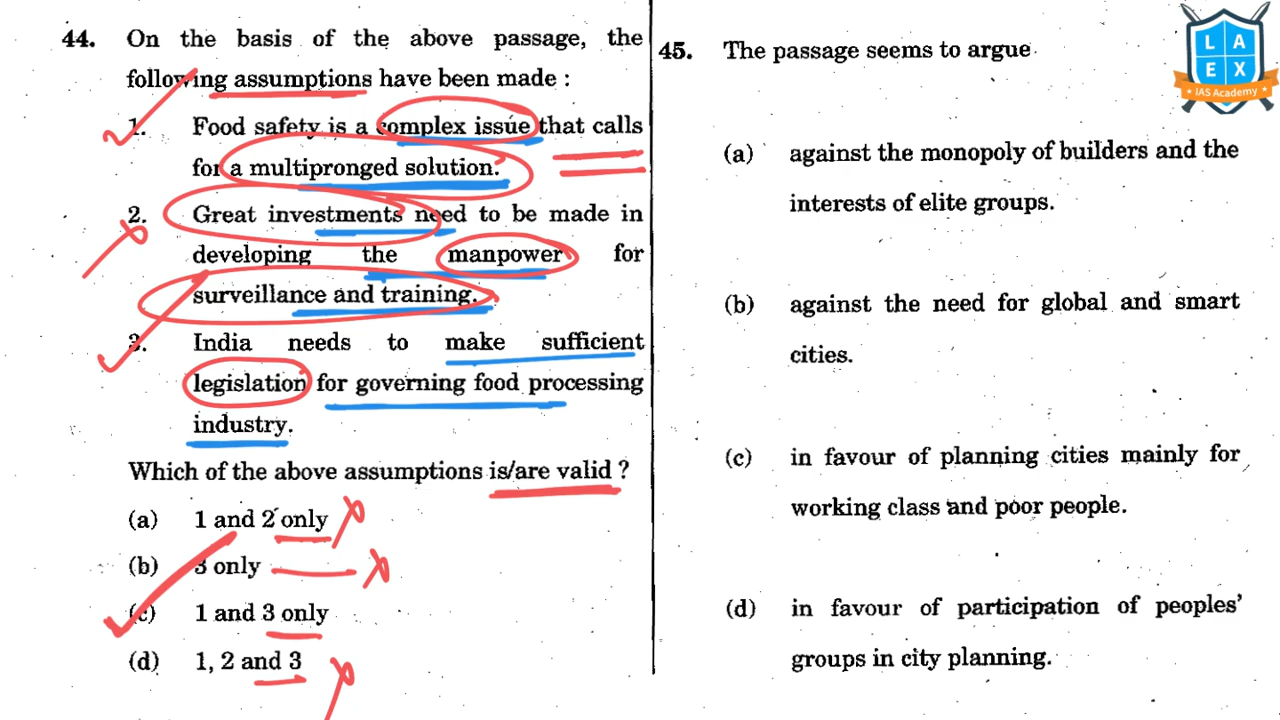 44. On the basis of the above passage, the
following assumptions have been made :
1. Food safety is a complex issue that calls
for a multipronged solution.
2. Great investments need to be made in
developing the manpower for
surveillance and training.
3. India needs to make sufficient
legislation for governing food processing
industry.
Which of the above assumptions is/are valid ?
(a) 1 and 2 only
(b) 3 only
(c) 1 and 3 only
(d) 1, 2 and 3
45. The passage seems to argue
(a) against the monopoly of builders and the
interests of elite groups.
(b) against the need for global and smart
cities.
(c) in favour of planning cities mainly for
working class and poor people.
(d) in favour of participation of peoples'
groups in city planning.
L A
E X
IAS Academy